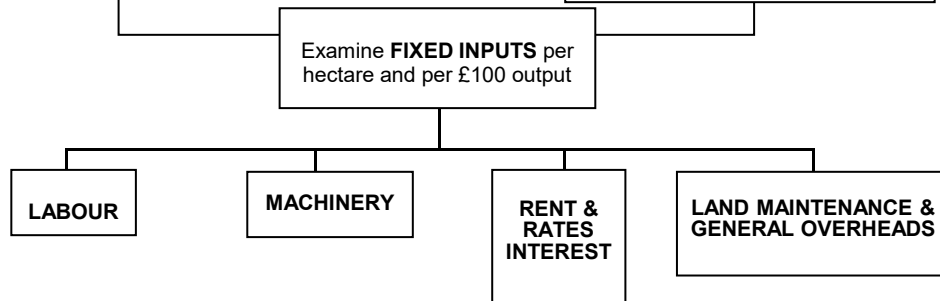 Examine FIXED INPUTS per
hectare and per £100 output
LABOUR
MACHINERY
RENT &
RATES
INTEREST
LAND MAINTENANCE &
GENERAL OVERHEADS